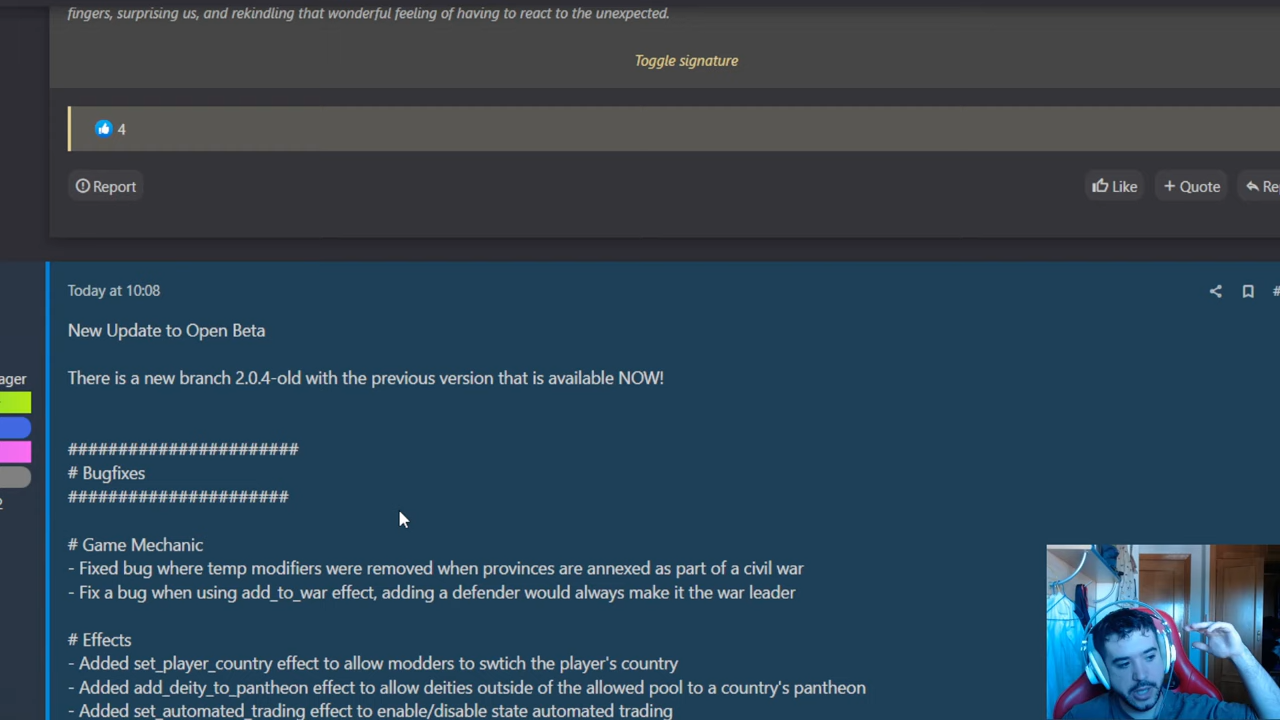 fingers, surprising us, and rekindling that wonderful feeling of having to react to the unexpected.
Toggle signature
4
Report
Like
+ Quote
Re
Today at 10:08
#
New Update to Open Beta
There is a new branch 2.0.4-old with the previous version that is available NOW!
ager
#######################
# Bugfixes
######################
2
# Game Mechanic
- Fixed bug where temp modifiers were removed when provinces are annexed as part of a civil war
- Fix a bug when using add_to_war effect, adding a defender would always make it the war leader
# Effects
- Added set_player_country effect to allow modders to swtich the player's country
- Added add_deity_to_pantheon effect to allow deities outside of the allowed pool to a country's pantheon
- Added set_automated_trading effect to enable/disable state automated trading